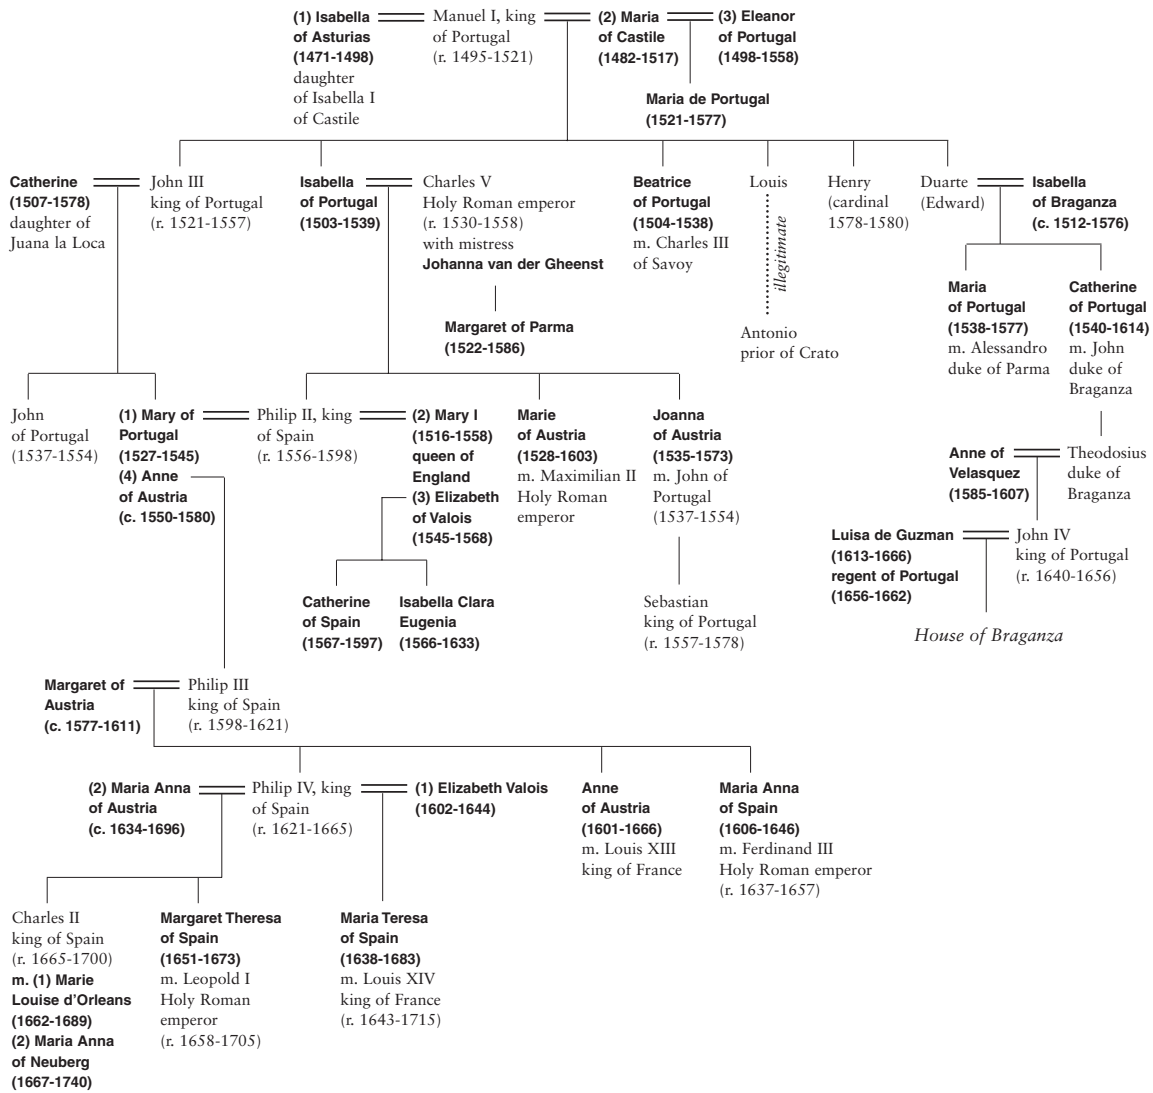 (1) Isabella
of Asturias
(1471-1498)
daughter
of Isabella I
of Castile
Manuel I, king
of Portugal
(r. 1495-1521)
(2) Maria
of Castile
(1482-1517)
(3) Eleanor
of Portugal
(1498-1558)
Maria de Portugal
(1521-1577)
Catherine
(1507-1578)
daughter of
Juana la Loca
John III
king of Portugal
(r. 1521-1557)
Isabella
of Portugal
(1503-1539)
Charles V
Holy Roman emperor
(r. 1530-1558)
with mistress
Johanna van der Gheenst
Margaret of Parma
(1522-1586)
Beatrice
of Portugal
(1504-1538)
m. Charles III
of Savoy
Louis
illegitimate
Antonio
prior of Crato
Henry
(cardinal
1578-1580)
Duarte
(Edward)
Isabella
of Braganza
(c. 1512-1576)
Maria
of Portugal
(1538-1577)
m. Alessandro
duke of Parma
Catherine
of Portugal
(1540-1614)
m. John
duke of
Braganza
John
of Portugal
(1537-1554)
(1) Mary of
Portugal
(1527-1545)
(4) Anne
of Austria
(c. 1550-1580)
Philip II, king
of Spain
(r. 1556-1598)
(2) Mary I
(1516-1558)
queen of
England
(3) Elizabeth
of Valois
(1545-1568)
Marie
of Austria
(1528-1603)
m. Maximilian II
Holy Roman
emperor
Joanna
of Austria
(1535-1573)
m. John of
Portugal
(1537-1554)
Anne of
Velasquez
(1585-1607)
Theodosius
duke of
Braganza
Luisa de Guzman
(1613-1666)
regent of Portugal
(1656-1662)
John IV
king of Portugal
(r. 1640-1656)
House of Braganza
Catherine
of Spain
(1567-1597)
Isabella Clara
Eugenia
(1566-1633)
Sebastian
king of Portugal
(r. 1557-1578)
Margaret of
Austria
(c. 1577-1611)
Philip III
king of Spain
(r. 1598-1621)
(2) Maria Anna
of Austria
(c. 1634-1696)
Philip IV, king
of Spain
(r. 1621-1665)
(1) Elizabeth Valois
(1602-1644)
Anne
of Austria
(1601-1666)
m. Louis XIII
king of France
Maria Anna
of Spain
(1606-1646)
m. Ferdinand III
Holy Roman emperor
(r. 1637-1657)
Charles II
king of Spain
(r. 1665-1700)
m. (1) Marie
Louise d'Orleans
(1662-1689)
(2) Maria Anna
of Neuberg
(1667-1740)
Margaret Theresa
of Spain
(1651-1673)
m. Leopold I
Holy Roman
emperor
(r. 1658-1705)
Maria Teresa
of Spain
(1638-1683)
m. Louis XIV
king of France
(r. 1643-1715)